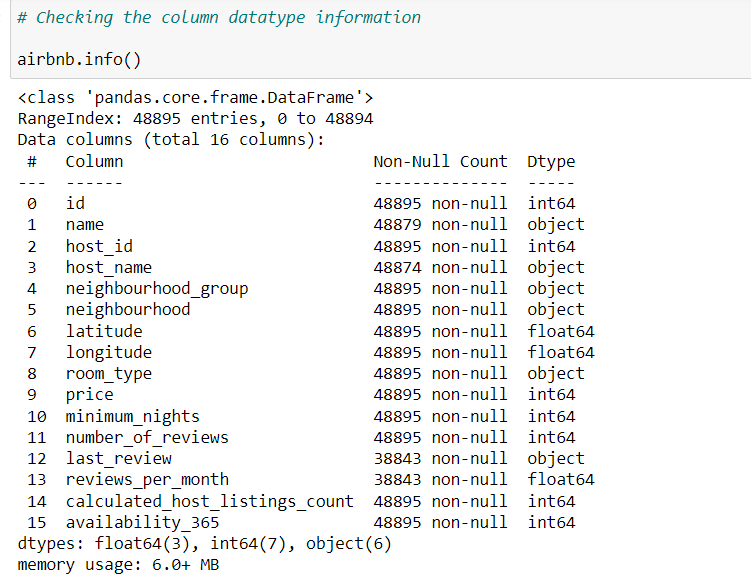 # Checking the column datatype information
airbnb.info()
<class 'pandas.core.frame.DataFrame'>
RangeIndex: 48895 entries, 0 to 48894
Data columns (total 16 columns):
 #   Column                          Non-Null Count  Dtype
---  ------                          --------------  -----
 0   id                              48895 non-null  int64
 1   name                            48879 non-null  object
 2   host_id                         48895 non-null  int64
 3   host_name                       48874 non-null  object
 4   neighbourhood_group             48895 non-null  object
 5   neighbourhood                   48895 non-null  object
 6   latitude                        48895 non-null  float64
 7   longitude                       48895 non-null  float64
 8   room_type                       48895 non-null  object
 9   price                           48895 non-null  int64
 10  minimum_nights                  48895 non-null  int64
 11  number_of_reviews               48895 non-null  int64
 12  last_review                     38843 non-null  object
 13  reviews_per_month               38843 non-null  float64
 14  calculated_host_listings_count  48895 non-null  int64
 15  availability_365                48895 non-null  int64
dtypes: float64(3), int64(7), object(6)
memory usage: 6.0+ MB